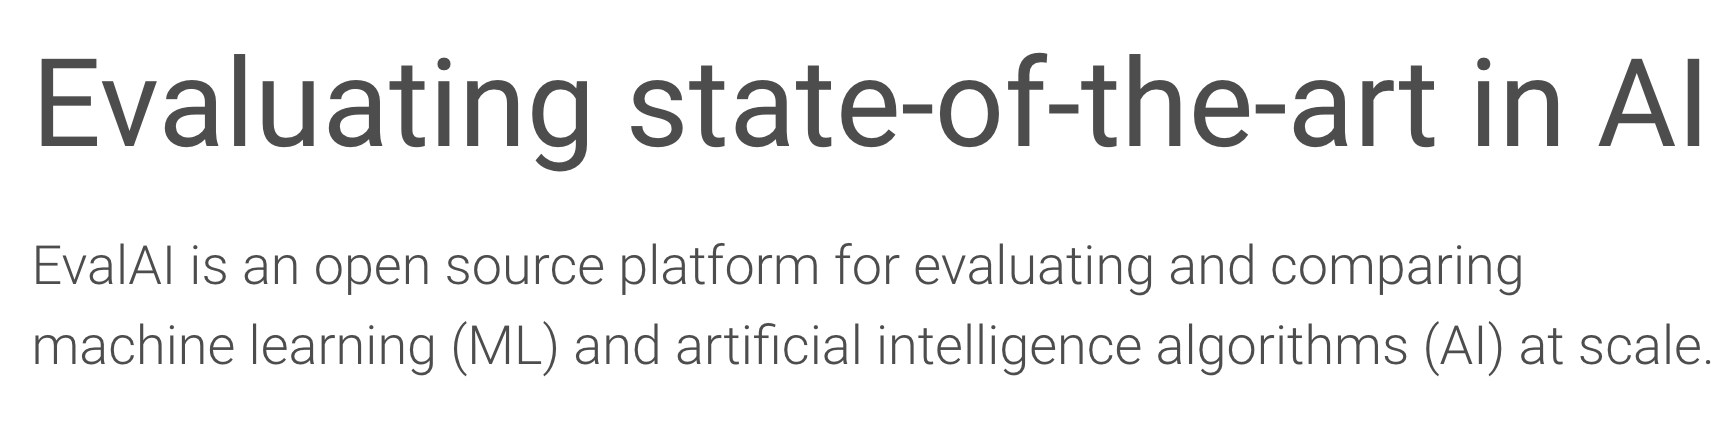 Evaluating state-of-the-art in AI
EvalAI is an open source platform for evaluating and comparing
machine learning (ML) and artificial intelligence algorithms (AI) at scale.